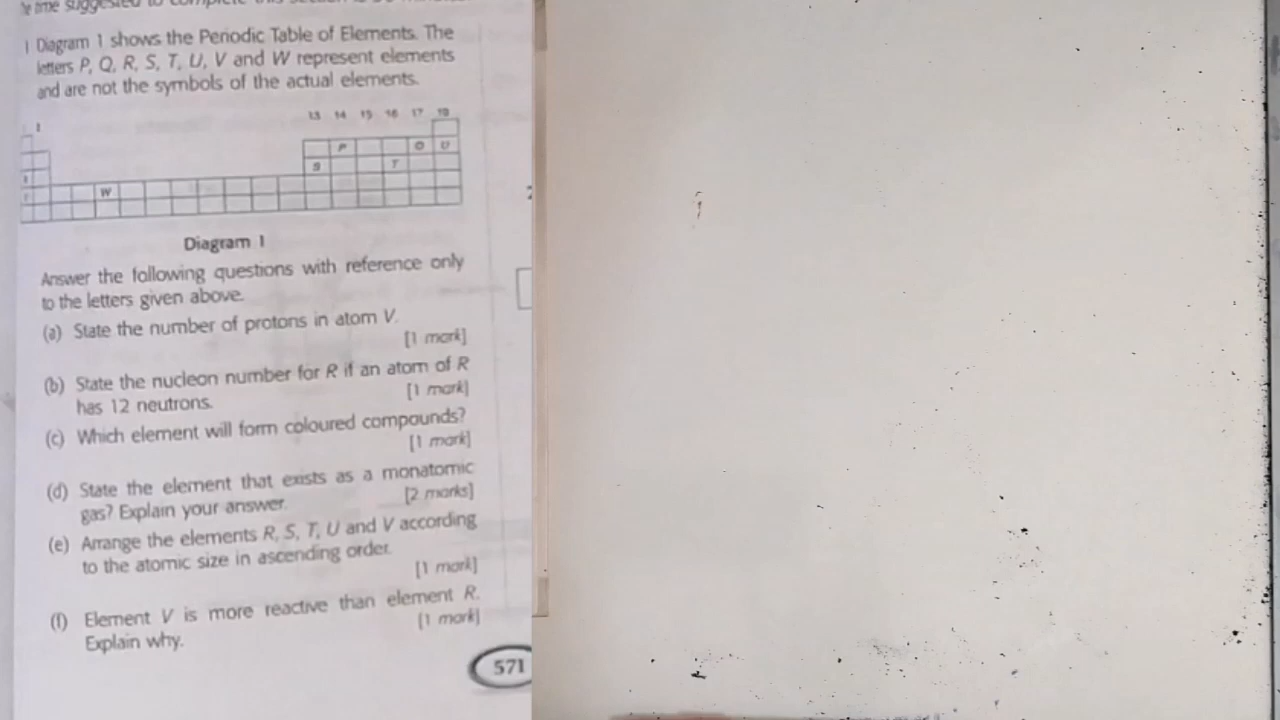 1 Diagram 1 shows the Periodic Table of Elements. The
letters P, Q, R, S, T, U, V and W represent elements
and are not the symbols of the actual elements.
13 14 15 16 17 18
2
P U
S T
W
Diagram 1
Answer the following questions with reference only
to the letters given above.
(a) State the number of protons in atom V.
[1 mark]
(b) State the nucleon number for R if an atom of R
has 12 neutrons.
[1 mark]
(c) Which element will form coloured compounds?
[1 mark]
(d) State the element that exists as a monatomic
gas? Explain your answer.
[2 marks]
(e) Arrange the elements R, S, T, U and V according
to the atomic size in ascending order.
[1 mark]
(f) Element V is more reactive than element R.
Explain why.
[1 mark]
571